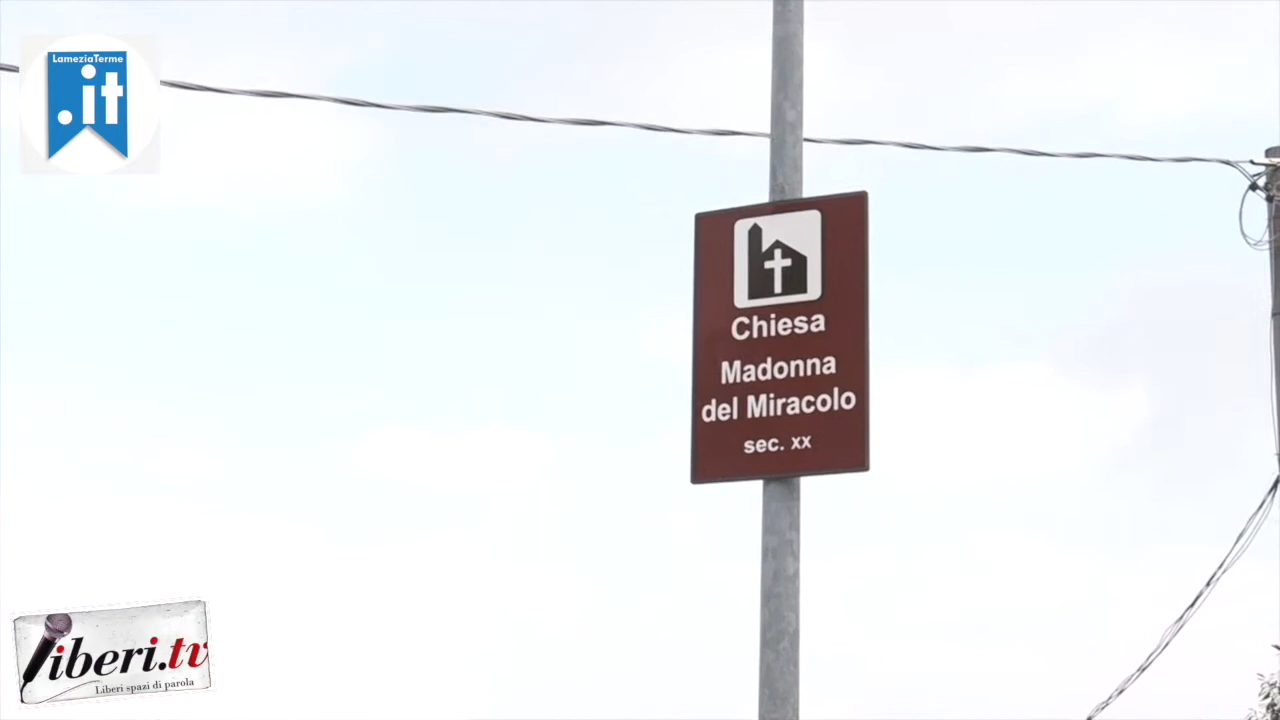 LameziaTerme
.it
Chiesa
Madonna
del Miracolo
sec. xx
liberi.tv
Liberi spazi di parola